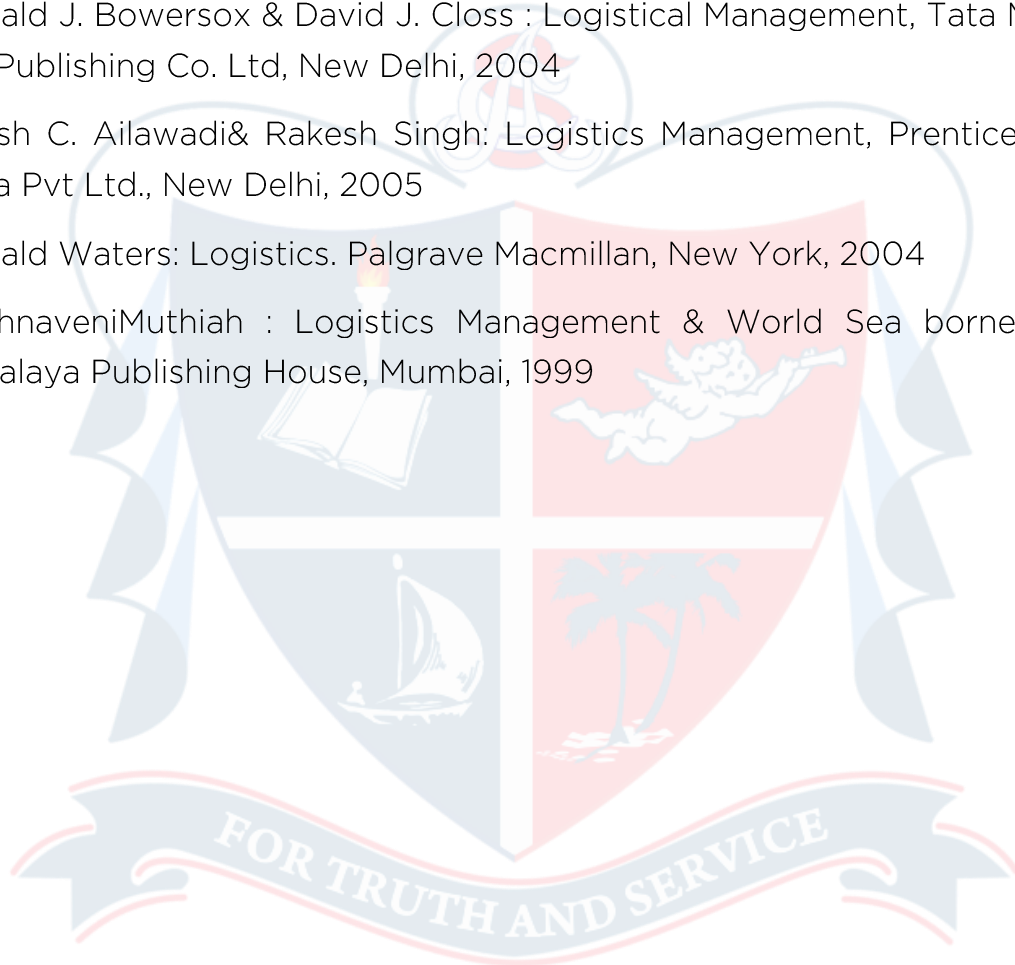 ald J. Bowersox & David J. Closs : Logistical Management, Tata
Publishing Co. Ltd, New Delhi, 2004
sh C. Ailawadi& Rakesh Singh: Logistics Management, Prentice
a Pvt Ltd., New Delhi, 2005
ald Waters: Logistics. Palgrave Macmillan, New York, 2004
hnaveniMuthiah : Logistics Management & World Sea borne
alaya Publishing House, Mumbai, 1999
FOR TRUTH AND SERVICE